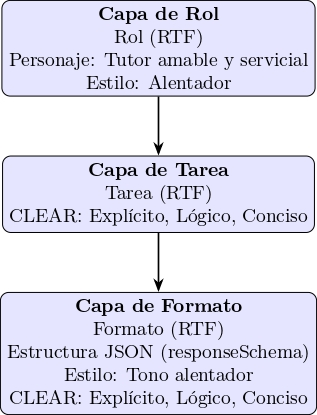 Capa de Rol
Rol (RTF)
Personaje: Tutor amable y servicial
Estilo: Alentador
Capa de Tarea
Tarea (RTF)
CLEAR: Explícito, Lógico, Conciso
Capa de Formato
Formato (RTF)
Estructura JSON (responseSchema)
Estilo: Tono alentador
CLEAR: Explícito, Lógico, Conciso